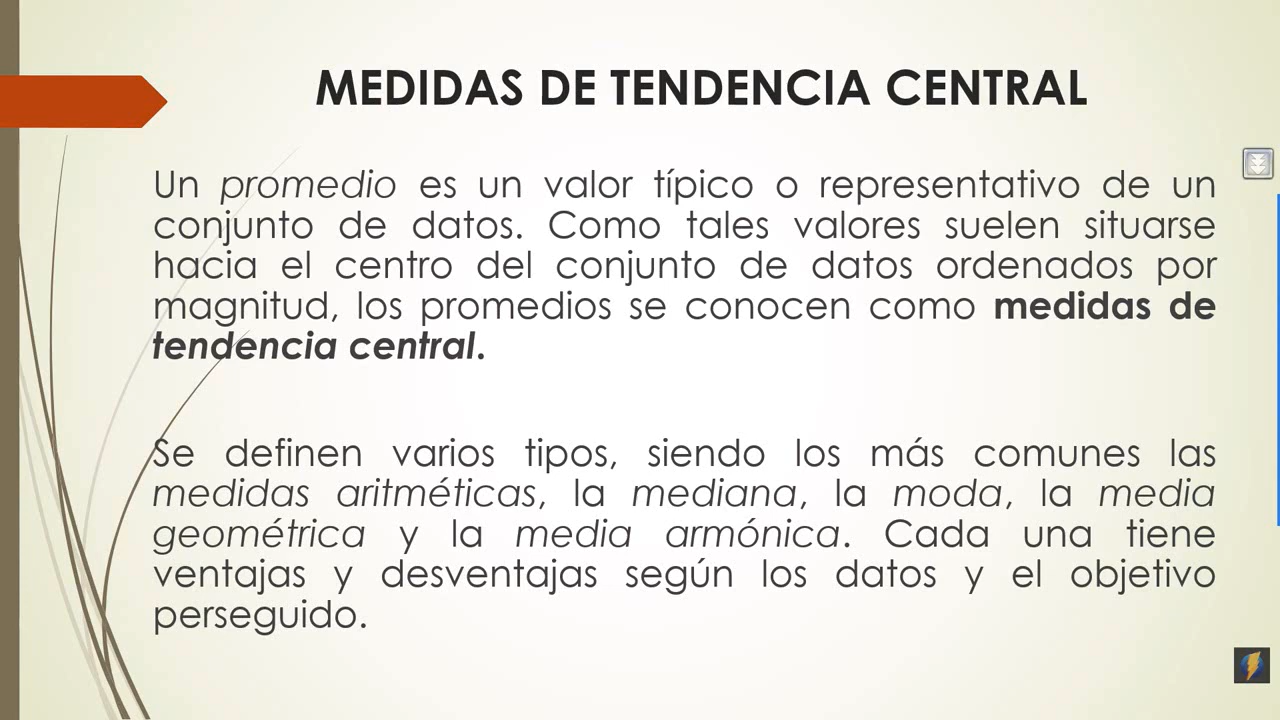 MEDIDAS DE TENDENCIA CENTRAL
Un promedio es un valor típico o representativo de un
conjunto de datos. Como tales valores suelen situarse
hacia el centro del conjunto de datos ordenados por
magnitud, los promedios se conocen como medidas de
tendencia central.
Se definen varios tipos, siendo los más comunes las
medidas aritméticas, la mediana, la moda, la media
geométrica y la media armónica. Cada una tiene
ventajas y desventajas según los datos y el objetivo
perseguido.